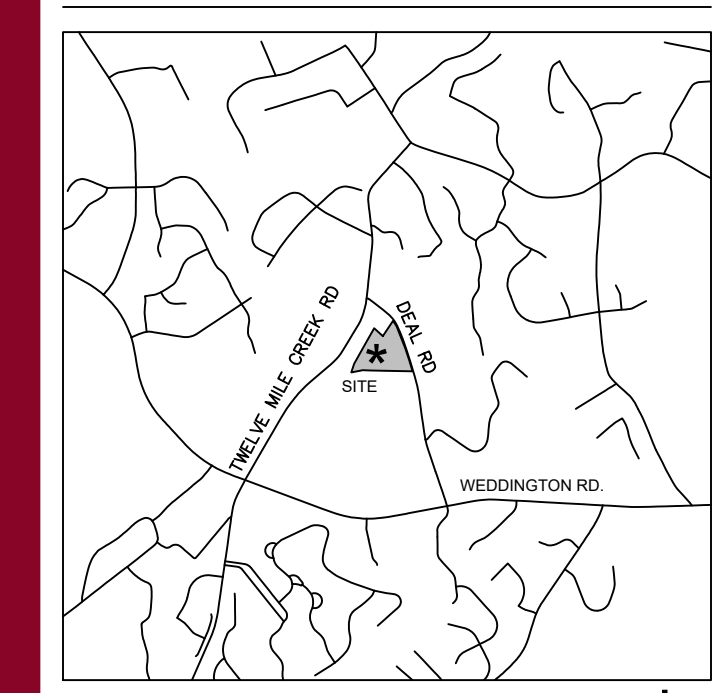 TWELVE MILE CREEK RD
DEAL RD
*
SITE
WEDDINGTON RD.